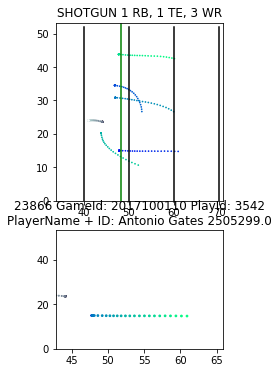 SHOTGUN 1 RB, 1 TE, 3 WR
50
40
30
20
10
0
40 50 60 70
23866 GameId: 2017100110 PlayId: 3542
PlayerName + ID: Antonio Gates 2505299.0
40
20
0
45 50 55 60 65